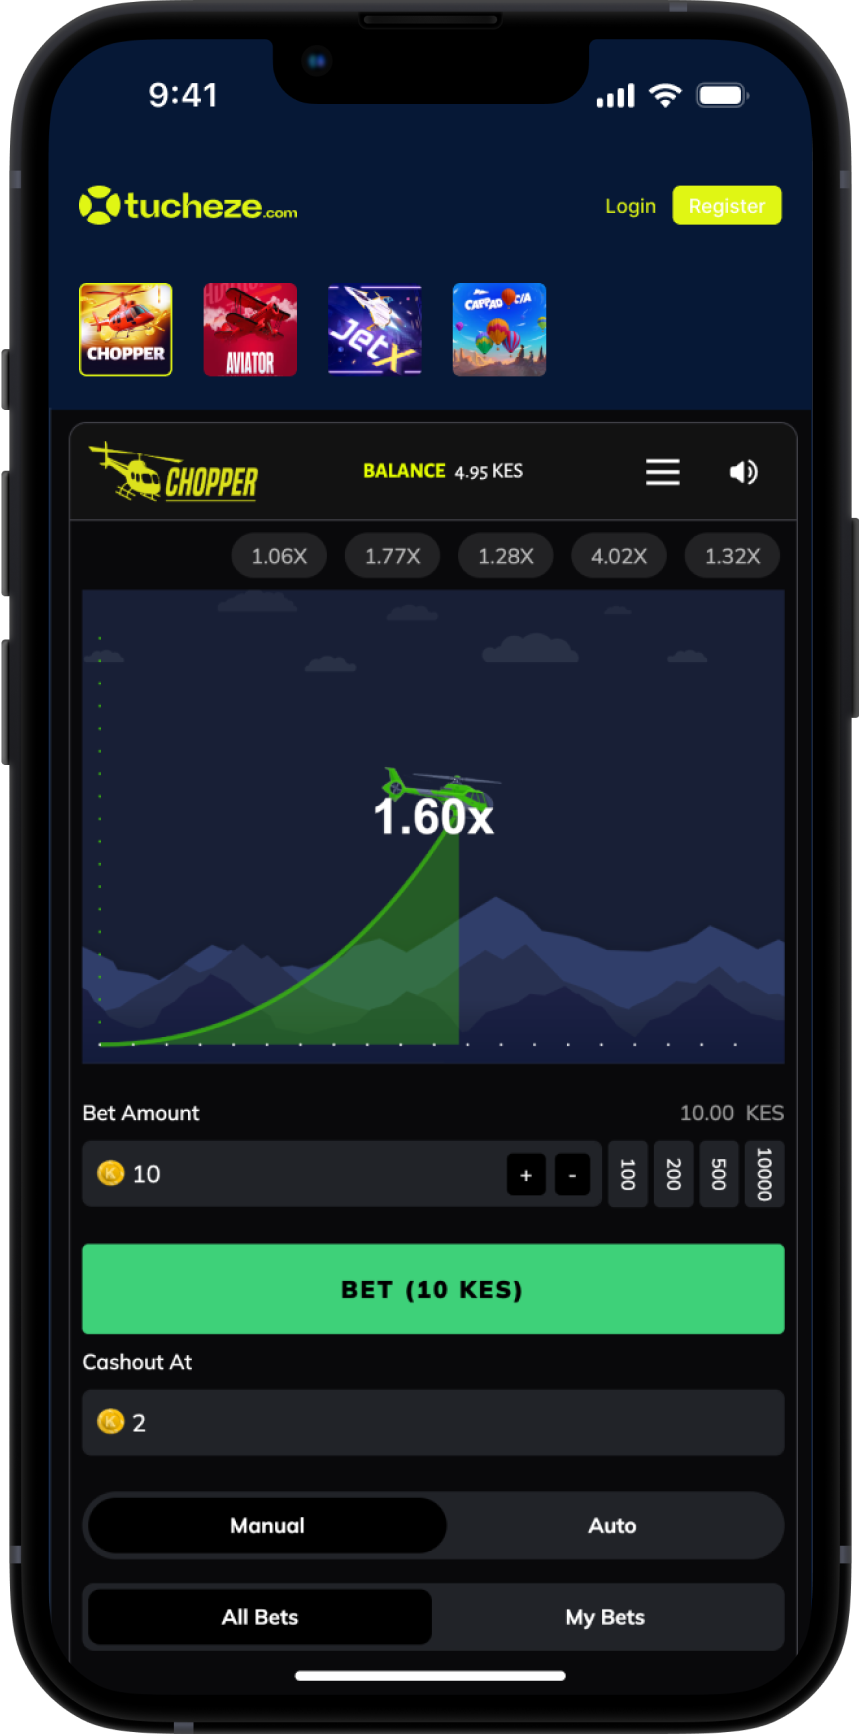 9:41
tucheze.com
Login
Register
CHOPPER
AVIATOR
JetX
CAPPADOCIA
CHOPPER
BALANCE 4.95 KES
1.06X 1.77X 1.28X 4.02X 1.32X
1.60x
Bet Amount
10.00 KES
10
+
-
100
200
500
10000
BET (10 KES)
Cashout At
2
Manual
Auto
All Bets
My Bets